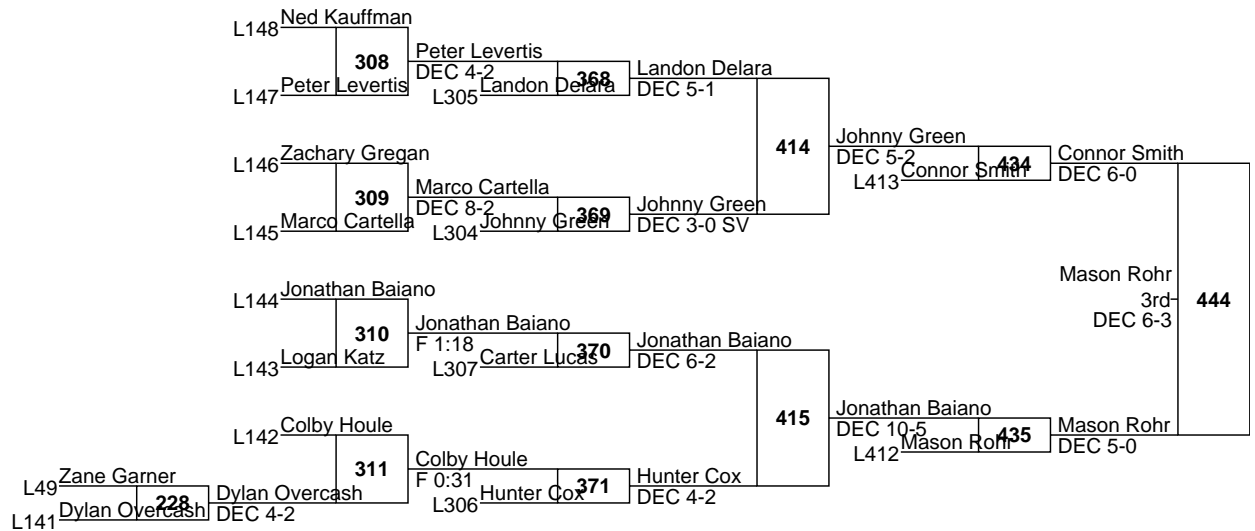 L148 Ned Kauffman
308
Peter Levertis
DEC 4-2
L147 Peter Levertis
368
L305 Landon Delara
Landon Delara
DEC 5-1
L146 Zachary Gregan
309
Marco Cartella
DEC 8-2
L145 Marco Cartella
369
L304 Johnny Green
Johnny Green
DEC 3-0 SV
414
Johnny Green
DEC 5-2
L413 Connor Smith
434
Connor Smith
DEC 6-0
L144 Jonathan Baiano
310
Jonathan Baiano
F 1:18
L143 Logan Katz
370
L307 Carter Lucas
Jonathan Baiano
DEC 6-2
L142 Colby Houle
311
Colby Houle
F 0:31
L49 Zane Garner
228
L141 Dylan Overcash
Dylan Overcash
DEC 4-2
371
L306 Hunter Cox
Hunter Cox
DEC 4-2
415
Jonathan Baiano
DEC 10-5
L412 Mason Rohr
435
Mason Rohr
DEC 5-0
444
Mason Rohr
3rd
DEC 6-3